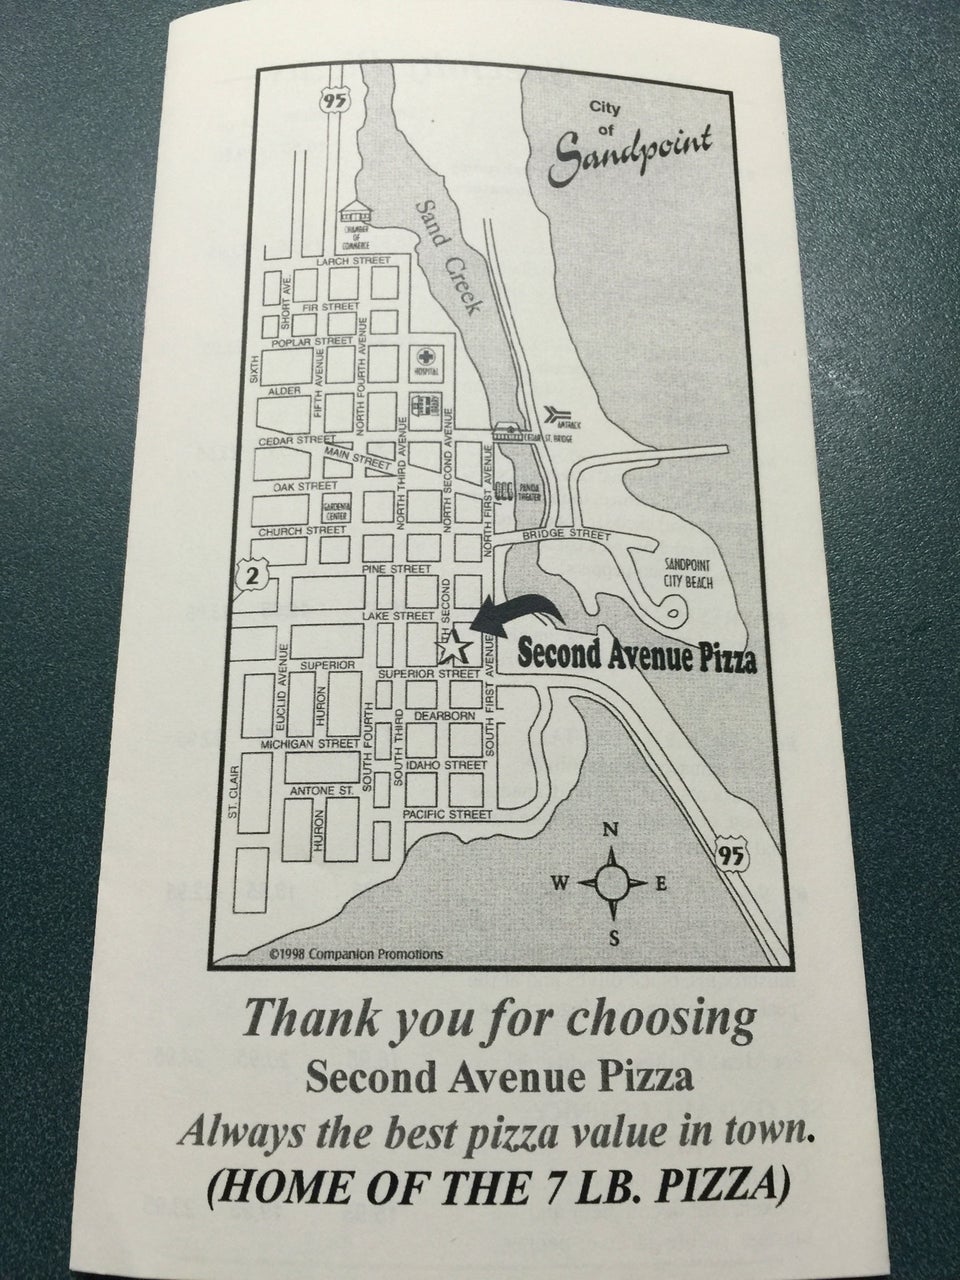 95
City
of
Sandpoint
Sand Creek
CHAMBER
OF
COMMERCE
LARCH STREET
SHORT AVE.
FIR STREET
POPLAR STREET
SIXTH
FIFTH AVENUE
NORTH FOURTH AVENUE
HOSPITAL
ALDER
LIBRARY
AMTRACK
CEDAR STREET
MAIN STREET
NORTH THIRD AVENUE
NORTH SECOND AVENUE
NORTH FIRST AVENUE
CEDAR ST. BRIDGE
OAK STREET
GARDENIA
CENTER
PANIDA
THEATER
CHURCH STREET
BRIDGE STREET
SANDPOINT
CITY BEACH
2
PINE STREET
LAKE STREET
TH SECOND
Second Avenue Pizza
SUPERIOR
SUPERIOR STREET
EUCLID AVENUE
HURON
SOUTH FOURTH
SOUTH THIRD
SOUTH FIRST AVENUE
DEARBORN
MICHIGAN STREET
IDAHO STREET
ST. CLAIR
ANTONE ST.
HURON
PACIFIC STREET
95
N
W E
S
©1998 Companion Promotions
Thank you for choosing
Second Avenue Pizza
Always the best pizza value in town.
(HOME OF THE 7 LB. PIZZA)